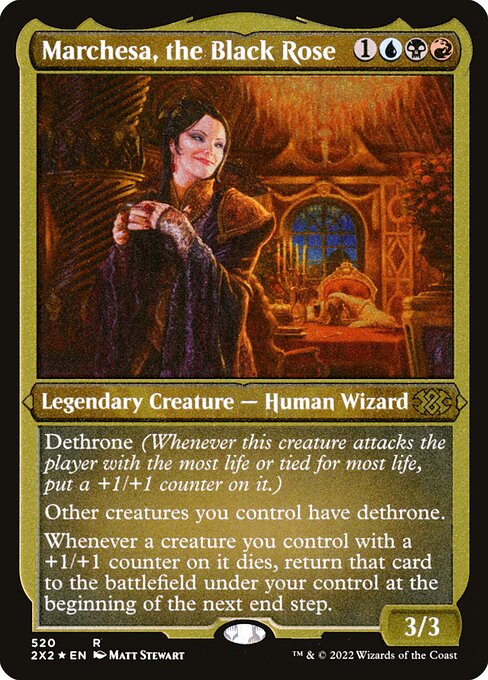 Marchesa, the Black Rose 1
Legendary Creature — Human Wizard
Dethrone (Whenever this creature attacks the
player with the most life or tied for most life,
put a +1/+1 counter on it.)
Other creatures you control have dethrone.
Whenever a creature you control with a
+1/+1 counter on it dies, return that card
to the battlefield under your control at the
beginning of the next end step.
3/3
520 R
2X2 ★ EN Matt Stewart
™ & © 2022 Wizards of the Coast